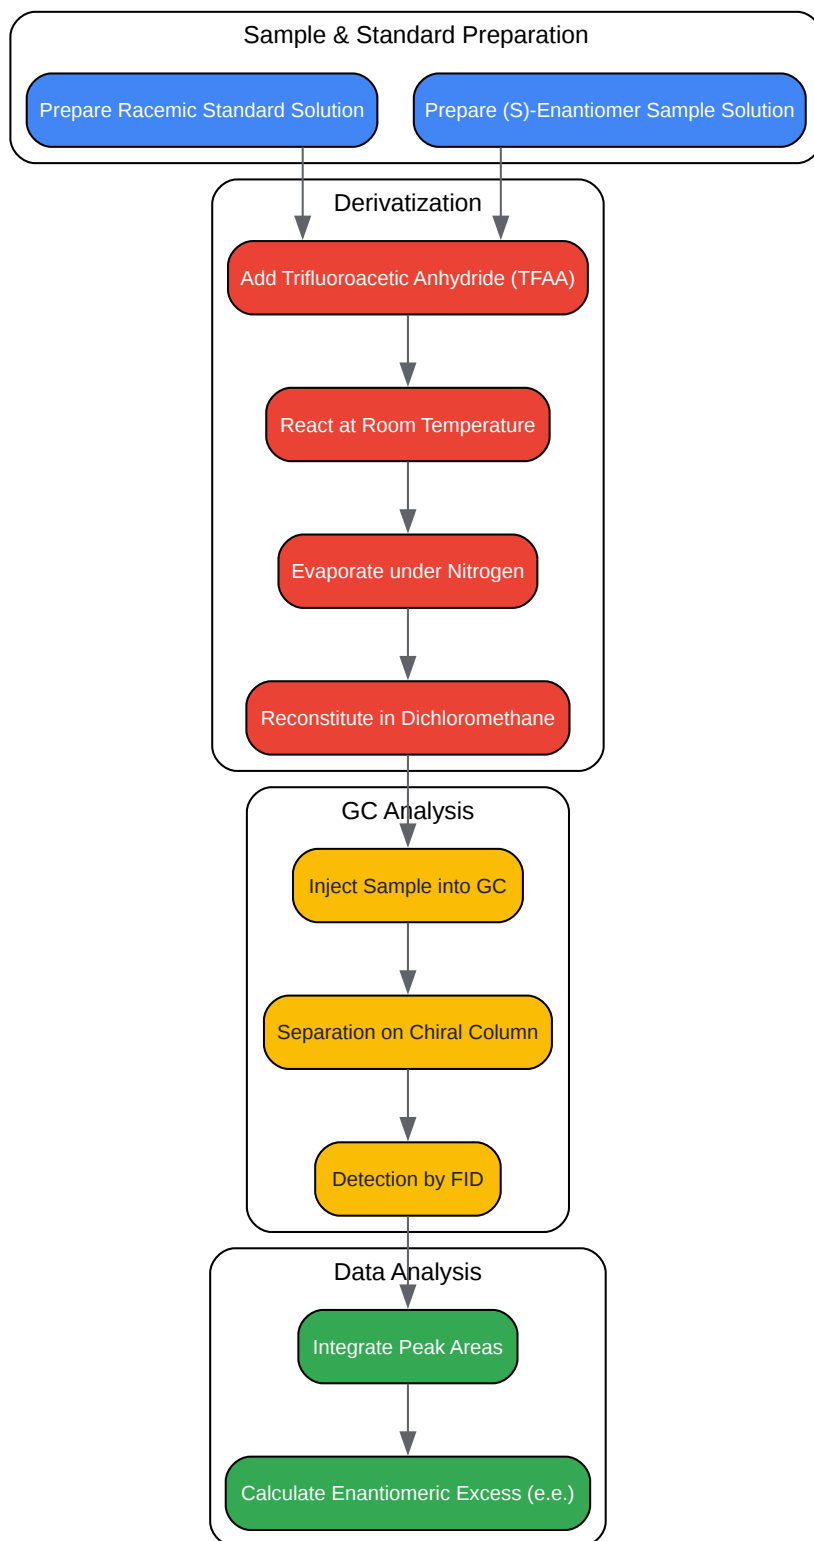 Sample & Standard Preparation
Prepare Racemic Standard Solution
Prepare (S)-Enantiomer Sample Solution
Derivatization
Add Trifluoroacetic Anhydride (TFAA)
React at Room Temperature
Evaporate under Nitrogen
Reconstitute in Dichloromethane
GC Analysis
Inject Sample into GC
Separation on Chiral Column
Detection by FID
Data Analysis
Integrate Peak Areas
Calculate Enantiomeric Excess (e.e.)